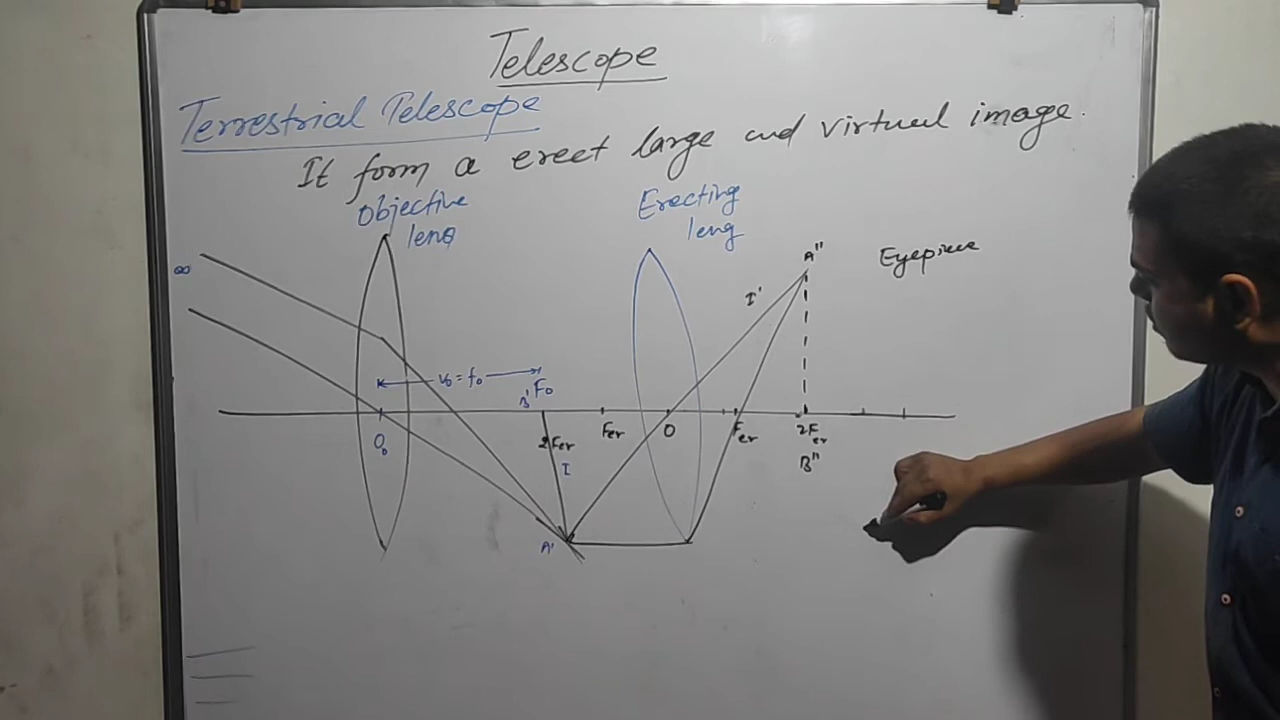 Telescope
Terrestrial Telescope
It form a erect large and virtual image.
Objective
lens
Erecting
leng
∞
A"
Eyepiece
I'
v₀ = f₀
B'
F₀
O₀
2Fer
Fer
O
Fer
2Fer
I
B"
A'